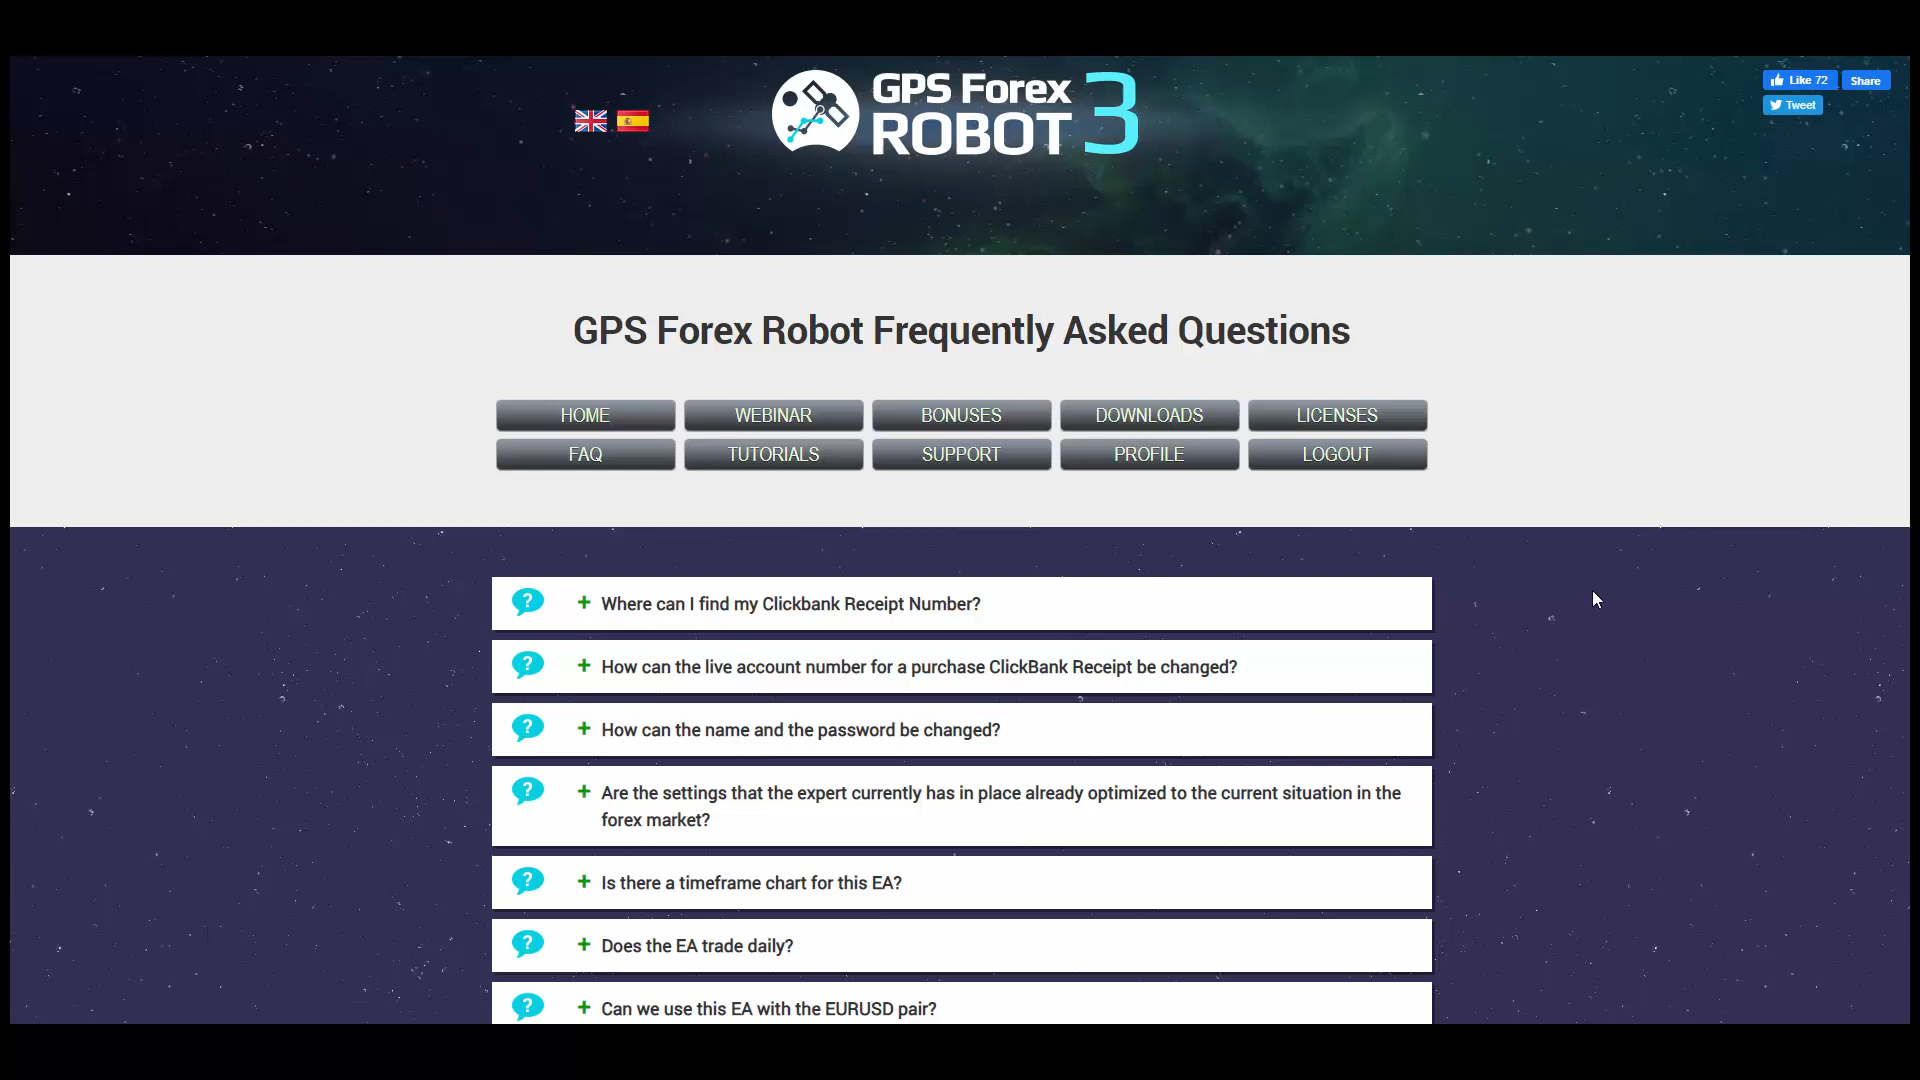 GPS Forex
ROBOT 3
Like 72
Share
Tweet
GPS Forex Robot Frequently Asked Questions
HOME
WEBINAR
BONUSES
DOWNLOADS
LICENSES
FAQ
TUTORIALS
SUPPORT
PROFILE
LOGOUT
? + Where can I find my Clickbank Receipt Number?
? + How can the live account number for a purchase ClickBank Receipt be changed?
? + How can the name and the password be changed?
? + Are the settings that the expert currently has in place already optimized to the current situation in the
forex market?
? + Is there a timeframe chart for this EA?
? + Does the EA trade daily?
? + Can we use this EA with the EURUSD pair?